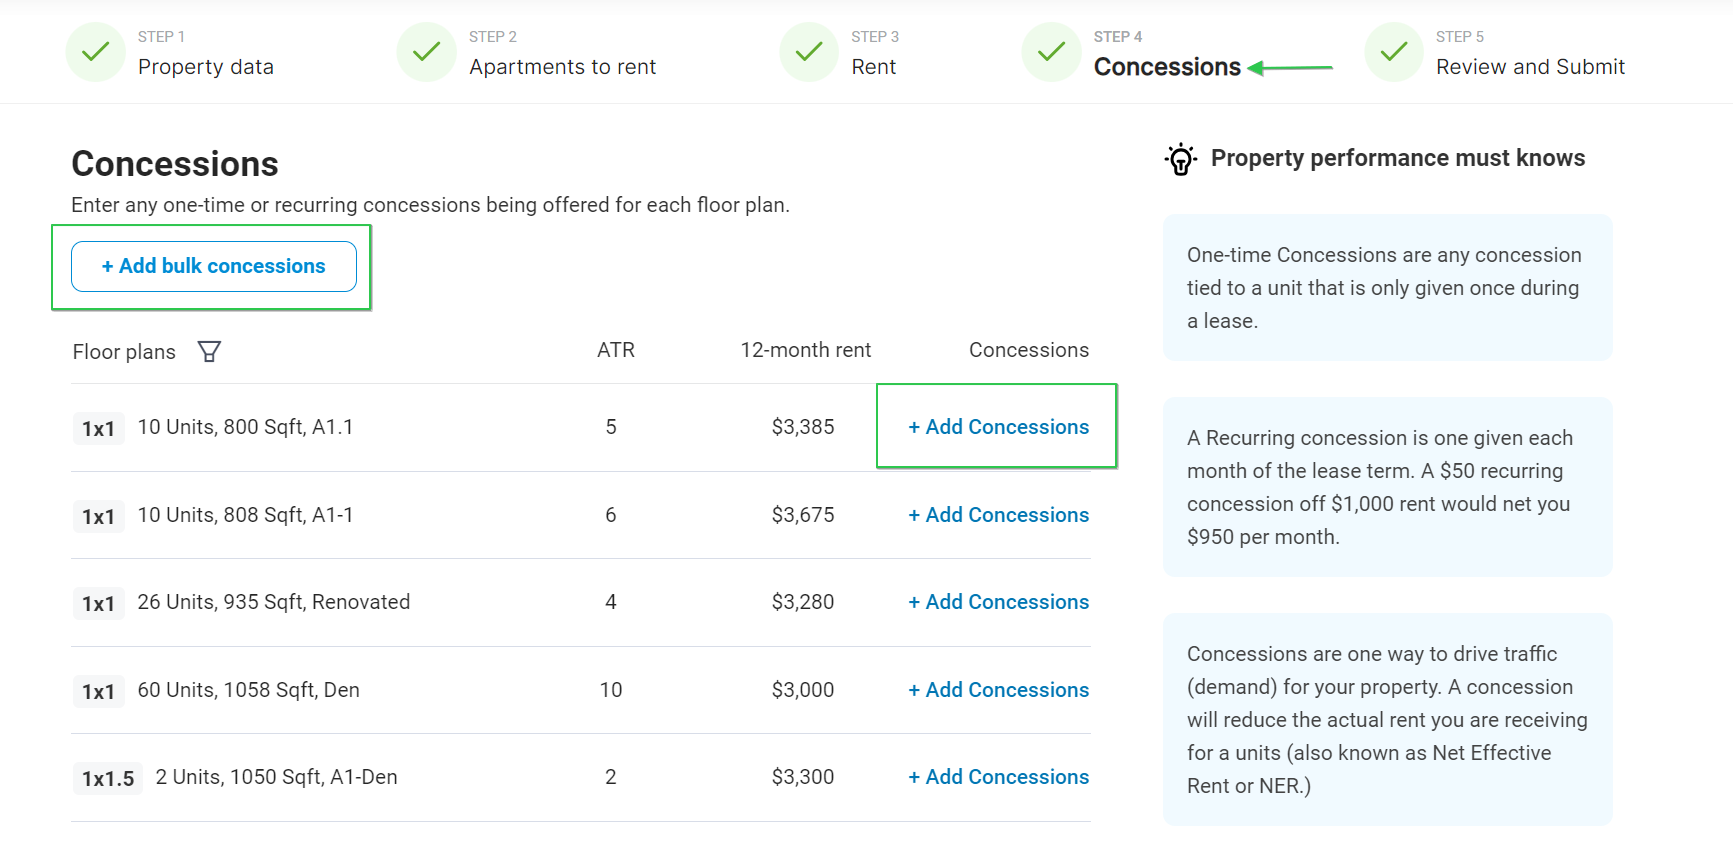 STEP 1
Property data
STEP 2
Apartments to rent
STEP 3
Rent
STEP 4
Concessions
STEP 5
Review and Submit
Concessions
Enter any one-time or recurring concessions being offered for each floor plan.
+ Add bulk concessions
Floor plans ATR 12-month rent Concessions
1x1 10 Units, 800 Sqft, A1.1 5 $3,385 + Add Concessions
1x1 10 Units, 808 Sqft, A1-1 6 $3,675 + Add Concessions
1x1 26 Units, 935 Sqft, Renovated 4 $3,280 + Add Concessions
1x1 60 Units, 1058 Sqft, Den 10 $3,000 + Add Concessions
1x1.5 2 Units, 1050 Sqft, A1-Den 2 $3,300 + Add Concessions
Property performance must knows
One-time Concessions are any concession
tied to a unit that is only given once during
a lease.
A Recurring concession is one given each
month of the lease term. A $50 recurring
concession off $1,000 rent would net you
$950 per month.
Concessions are one way to drive traffic
(demand) for your property. A concession
will reduce the actual rent you are receiving
for a units (also known as Net Effective
Rent or NER.)